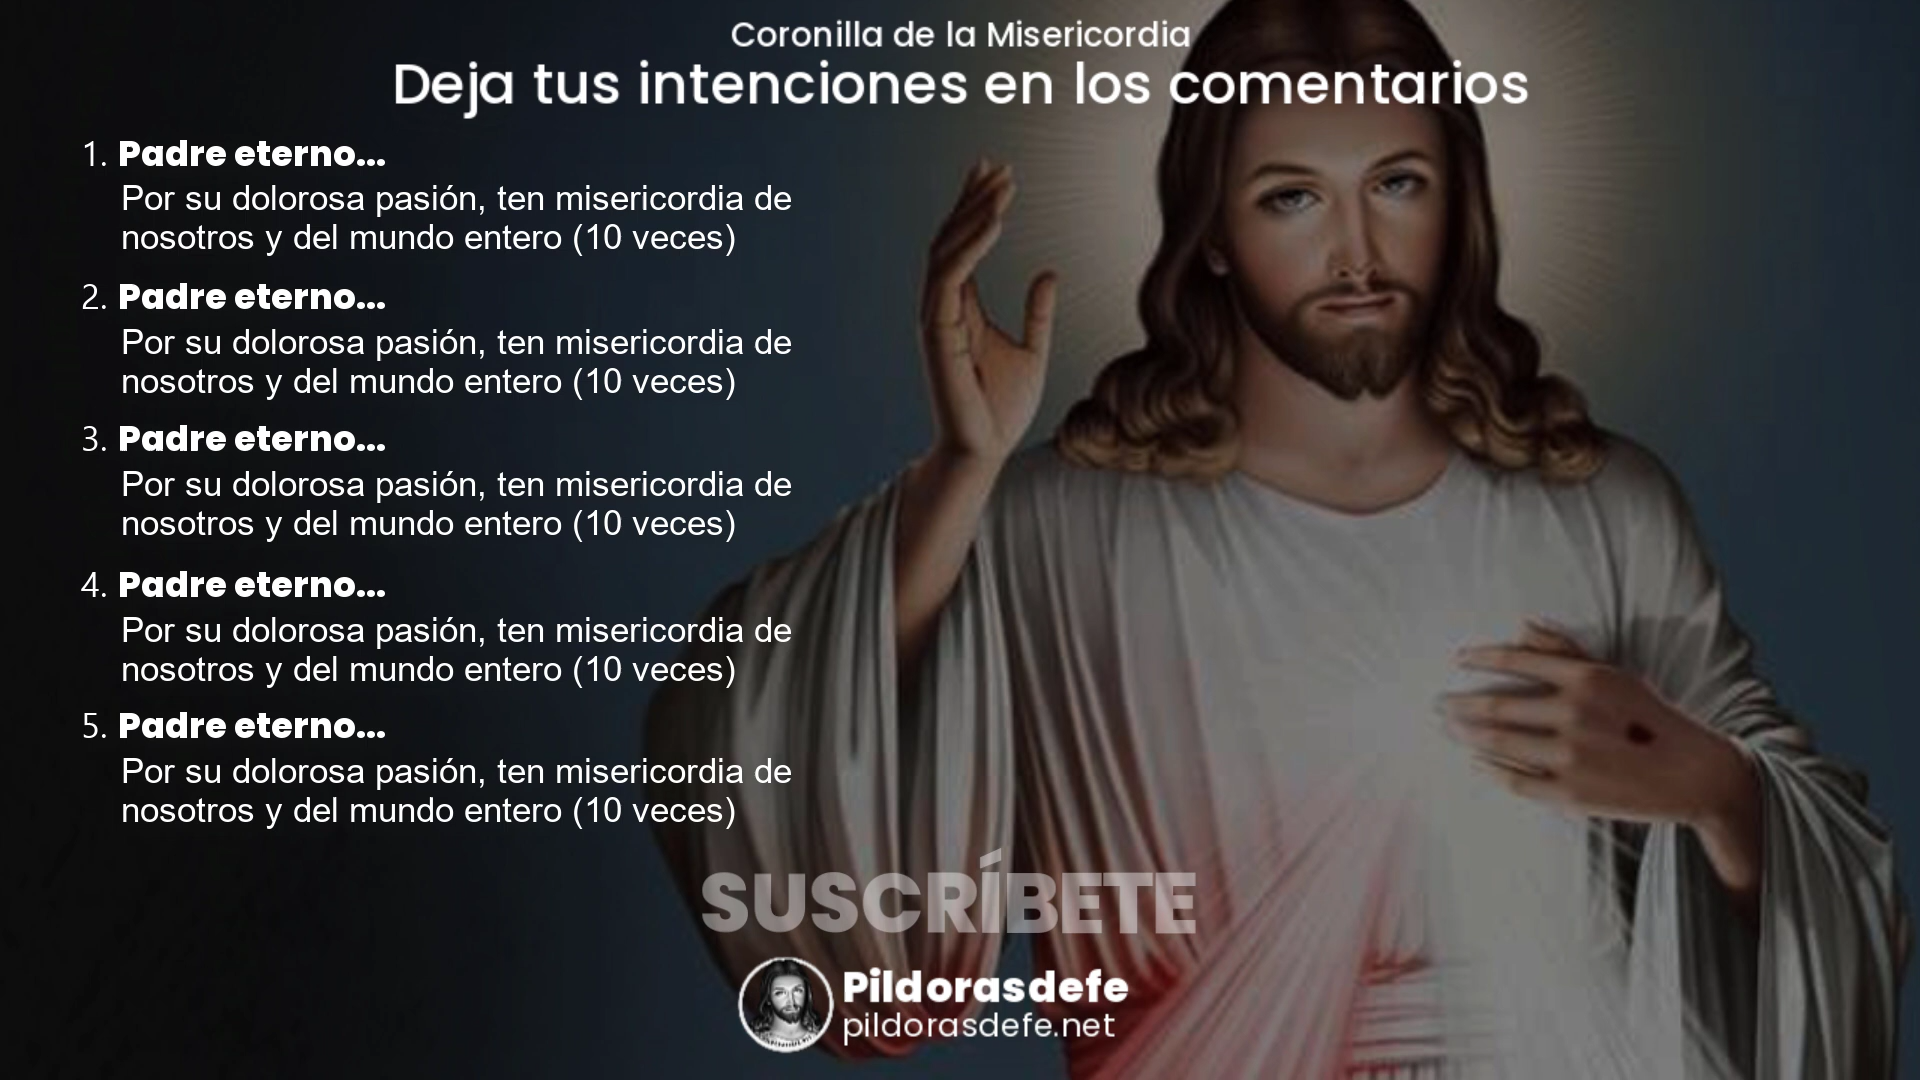 Coronilla de la Misericordia
Deja tus intenciones en los comentarios
1. Padre eterno...
Por su dolorosa pasión, ten misericordia de
nosotros y del mundo entero (10 veces)
2. Padre eterno...
Por su dolorosa pasión, ten misericordia de
nosotros y del mundo entero (10 veces)
3. Padre eterno...
Por su dolorosa pasión, ten misericordia de
nosotros y del mundo entero (10 veces)
4. Padre eterno...
Por su dolorosa pasión, ten misericordia de
nosotros y del mundo entero (10 veces)
5. Padre eterno...
Por su dolorosa pasión, ten misericordia de
nosotros y del mundo entero (10 veces)
SUSCRÍBETE
Pildorasdefe
pildorasdefe.net